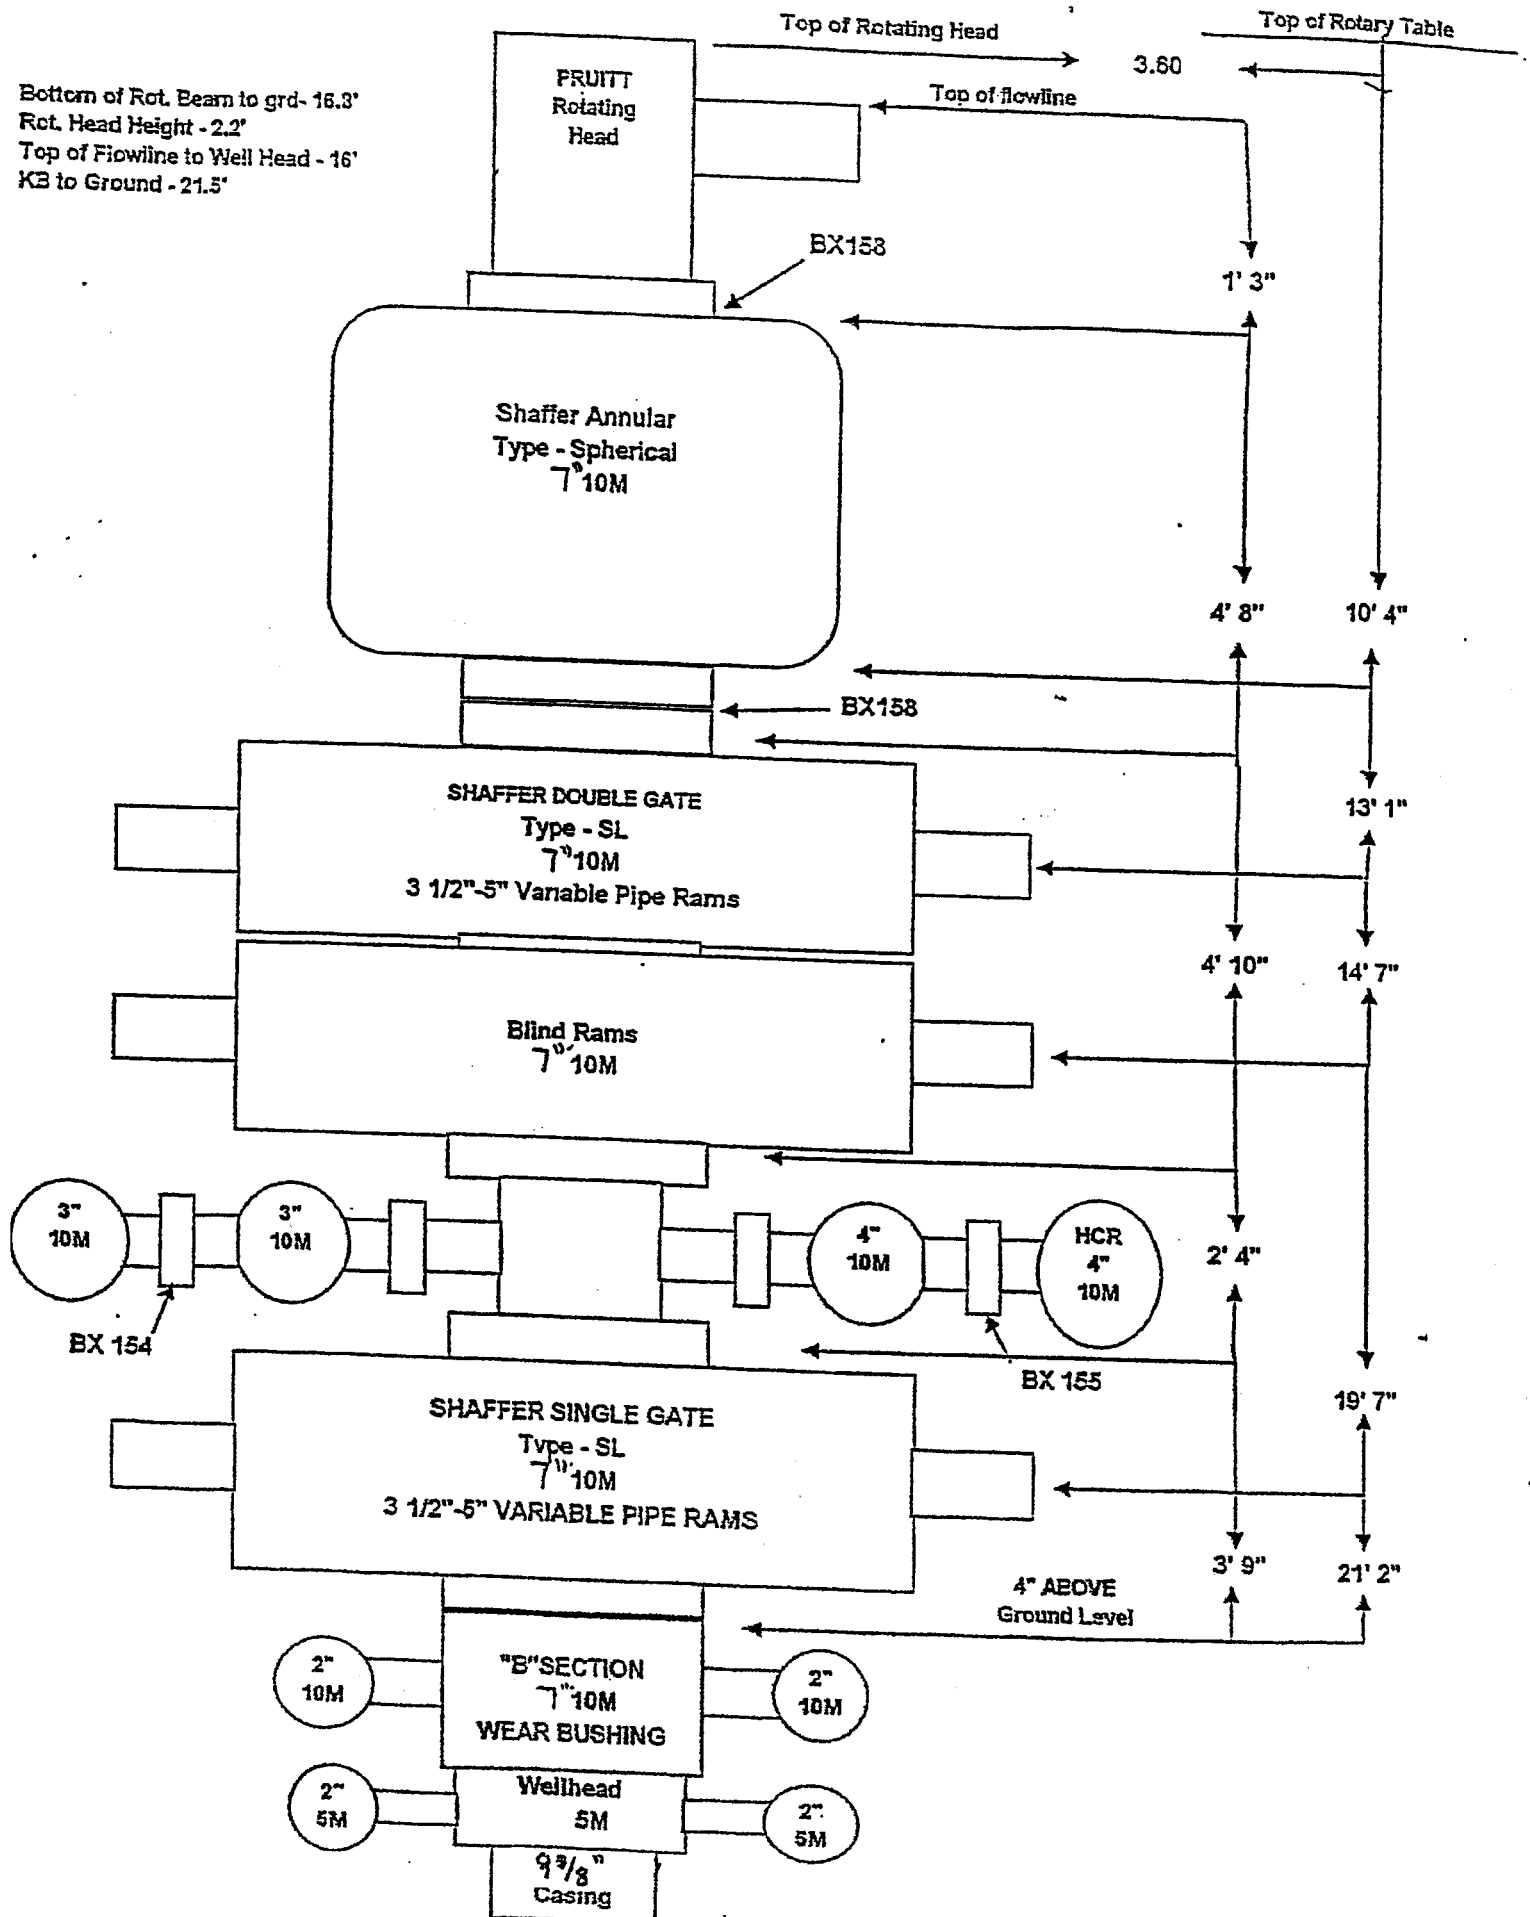 Top of Rotating Head
Top of Rotary Table
3.60
Top of flowline
Bottom of Rot. Beam to grd- 16.3'
Rot. Head Height - 2.2'
Top of Flowline to Well Head - 16'
KB to Ground - 21.5'
PRUITT
Rotating
Head
BX158
1' 3"
Shaffer Annular
Type - Spherical
7" 10M
4' 8"
10' 4"
BX158
SHAFFER DOUBLE GATE
Type - SL
7" 10M
3 1/2"-5" Variable Pipe Rams
13' 1"
4' 10"
14' 7"
Blind Rams
7" 10M
3"
10M
3"
10M
4"
10M
HCR
4"
10M
2' 4"
BX 154
BX 155
19' 7"
SHAFFER SINGLE GATE
Type - SL
7" 10M
3 1/2"-5" VARIABLE PIPE RAMS
3' 9"
21' 2"
4" ABOVE
Ground Level
2"
10M
"B" SECTION
7" 10M
WEAR BUSHING
2"
10M
2"
5M
Wellhead
5M
2"
5M
9 5/8"
Casing